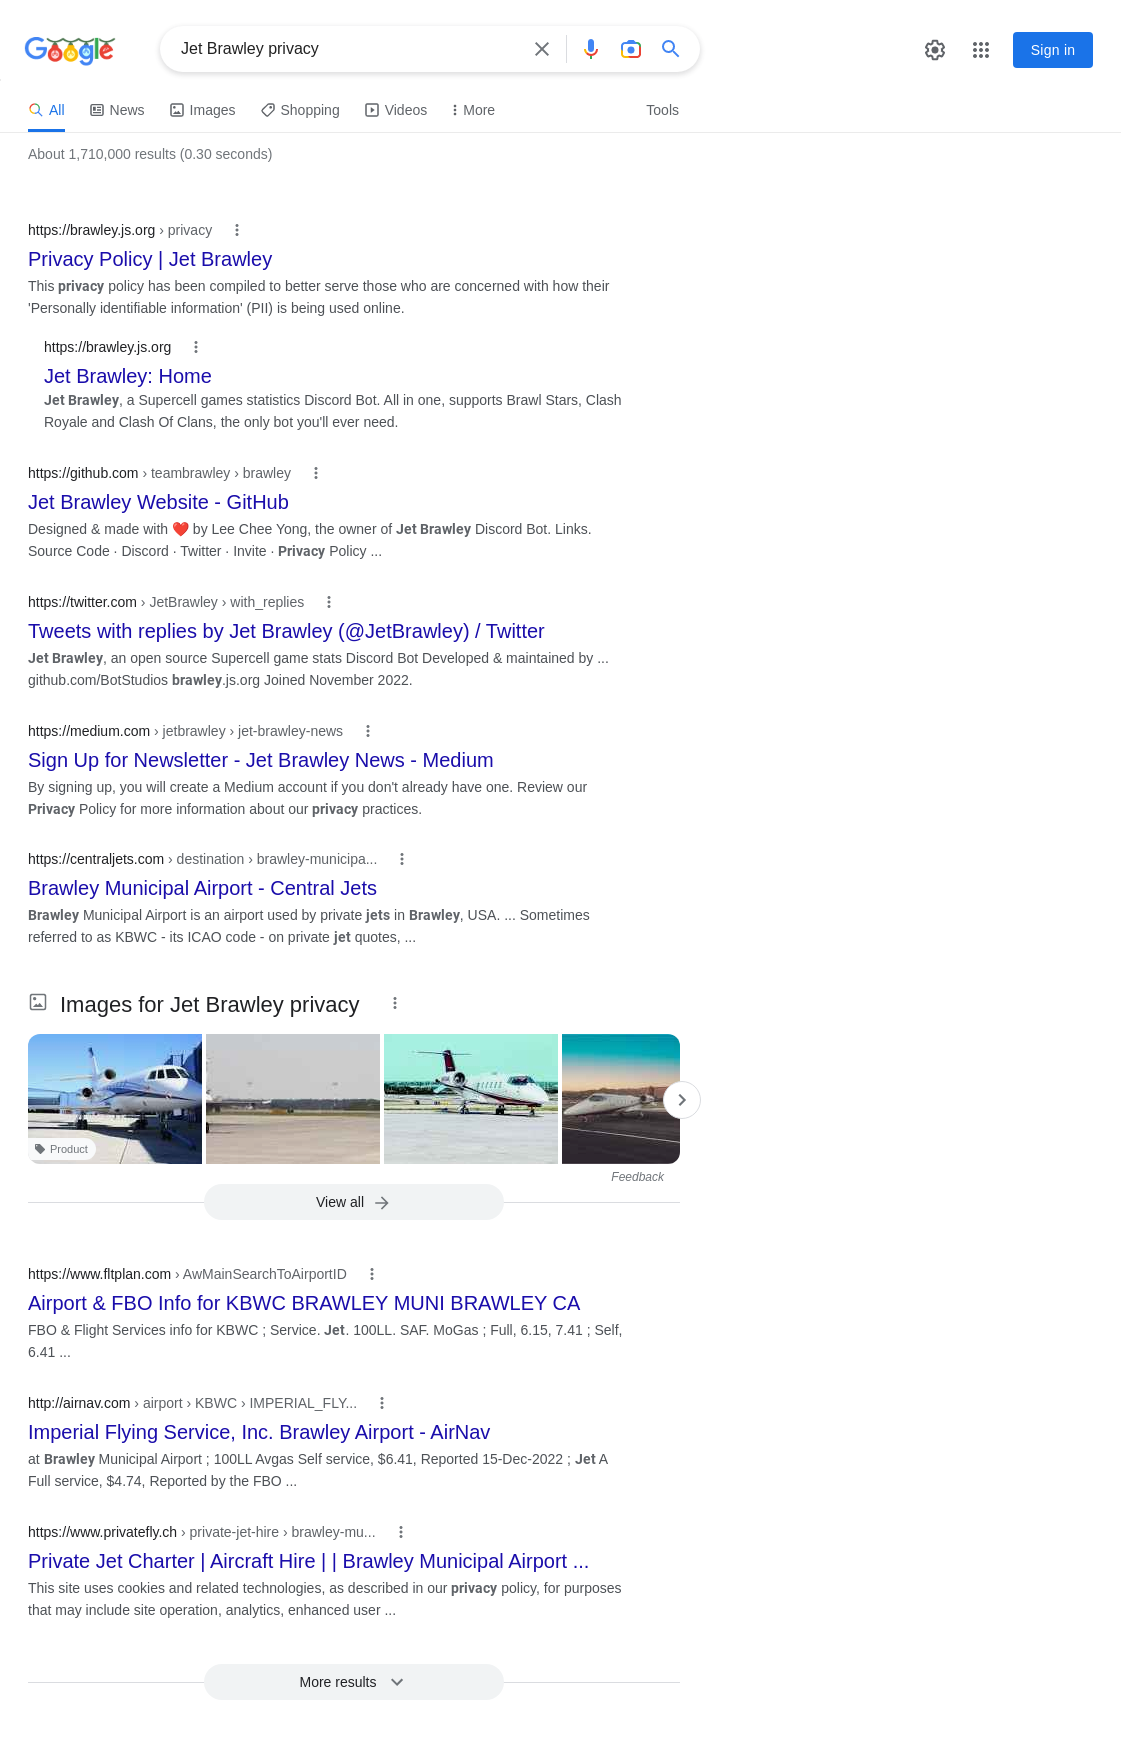 Google
Jet Brawley privacy
Sign in
All
News
Images
Shopping
Videos
More
Tools
About 1,710,000 results (0.30 seconds)
https://brawley.js.org › privacy
Privacy Policy | Jet Brawley
This privacy policy has been compiled to better serve those who are concerned with how their
'Personally identifiable information' (PII) is being used online.
https://brawley.js.org
Jet Brawley: Home
Jet Brawley, a Supercell games statistics Discord Bot. All in one, supports Brawl Stars, Clash
Royale and Clash Of Clans, the only bot you'll ever need.
https://github.com › teambrawley › brawley
Jet Brawley Website - GitHub
Designed & made with ❤️ by Lee Chee Yong, the owner of Jet Brawley Discord Bot. Links.
Source Code · Discord · Twitter · Invite · Privacy Policy ...
https://twitter.com › JetBrawley › with_replies
Tweets with replies by Jet Brawley (@JetBrawley) / Twitter
Jet Brawley, an open source Supercell game stats Discord Bot Developed & maintained by ...
github.com/BotStudios brawley.js.org Joined November 2022.
https://medium.com › jetbrawley › jet-brawley-news
Sign Up for Newsletter - Jet Brawley News - Medium
By signing up, you will create a Medium account if you don't already have one. Review our
Privacy Policy for more information about our privacy practices.
https://centraljets.com › destination › brawley-municipa...
Brawley Municipal Airport - Central Jets
Brawley Municipal Airport is an airport used by private jets in Brawley, USA. ... Sometimes
referred to as KBWC - its ICAO code - on private jet quotes, ...
Images for Jet Brawley privacy
Product
Feedback
View all
https://www.fltplan.com › AwMainSearchToAirportID
Airport & FBO Info for KBWC BRAWLEY MUNI BRAWLEY CA
FBO & Flight Services info for KBWC ; Service. Jet. 100LL. SAF. MoGas ; Full, 6.15, 7.41 ; Self,
6.41 ...
http://airnav.com › airport › KBWC › IMPERIAL_FLY...
Imperial Flying Service, Inc. Brawley Airport - AirNav
at Brawley Municipal Airport ; 100LL Avgas Self service, $6.41, Reported 15-Dec-2022 ; Jet A
Full service, $4.74, Reported by the FBO ...
https://www.privatefly.ch › private-jet-hire › brawley-mu...
Private Jet Charter | Aircraft Hire | | Brawley Municipal Airport ...
This site uses cookies and related technologies, as described in our privacy policy, for purposes
that may include site operation, analytics, enhanced user ...
More results